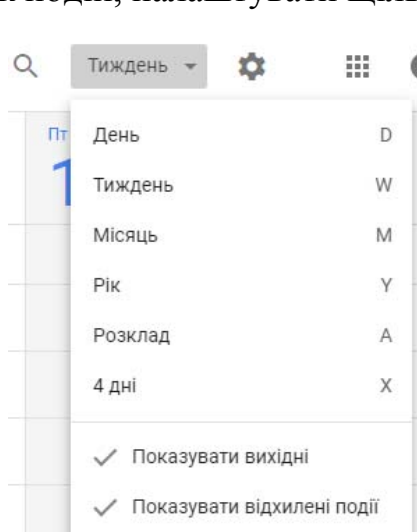 Тиждень
Пт
День D
Тиждень W
Місяць M
Рік Y
Розклад A
4 дні X
Показувати вихідні
Показувати відхилені події